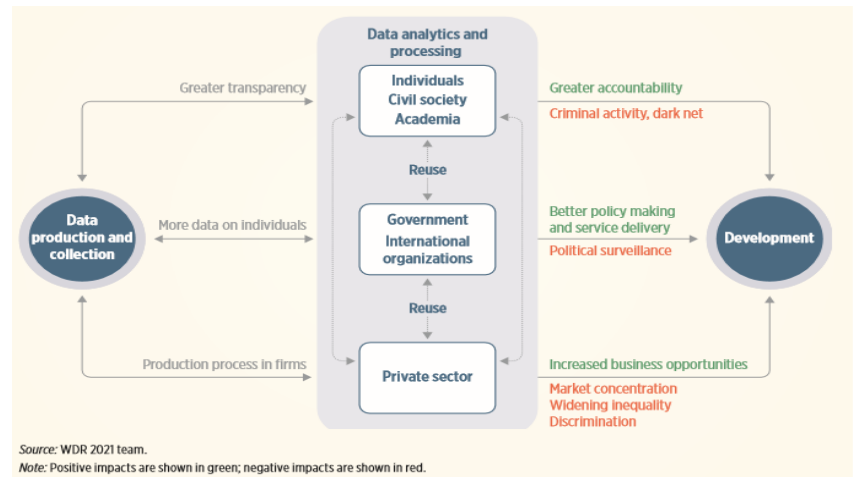 Data analytics and
processing
Greater transparency
Individuals
Civil society
Academia
Greater accountability
Criminal activity, dark net
Reuse
Data
production and
collection
More data on individuals
Government
International
organizations
Better policy making
and service delivery
Political surveillance
Development
Reuse
Production process in firms
Private sector
Increased business opportunities
Market concentration
Widening inequality
Discrimination
Source: WDR 2021 team.
Note: Positive impacts are shown in green; negative impacts are shown in red.